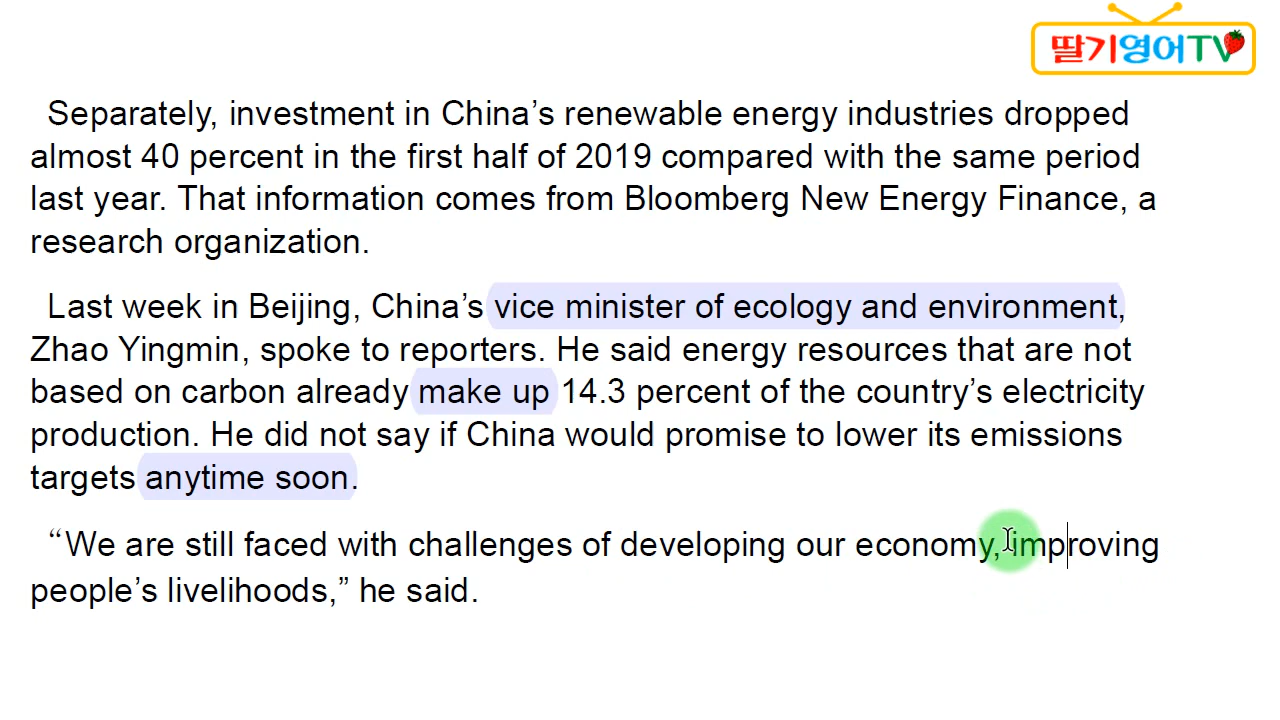 딸기영어TV
Separately, investment in China’s renewable energy industries dropped
almost 40 percent in the first half of 2019 compared with the same period
last year. That information comes from Bloomberg New Energy Finance, a
research organization.
Last week in Beijing, China’s vice minister of ecology and environment,
Zhao Yingmin, spoke to reporters. He said energy resources that are not
based on carbon already make up 14.3 percent of the country’s electricity
production. He did not say if China would promise to lower its emissions
targets anytime soon.
“We are still faced with challenges of developing our economy, improving
people’s livelihoods,” he said.